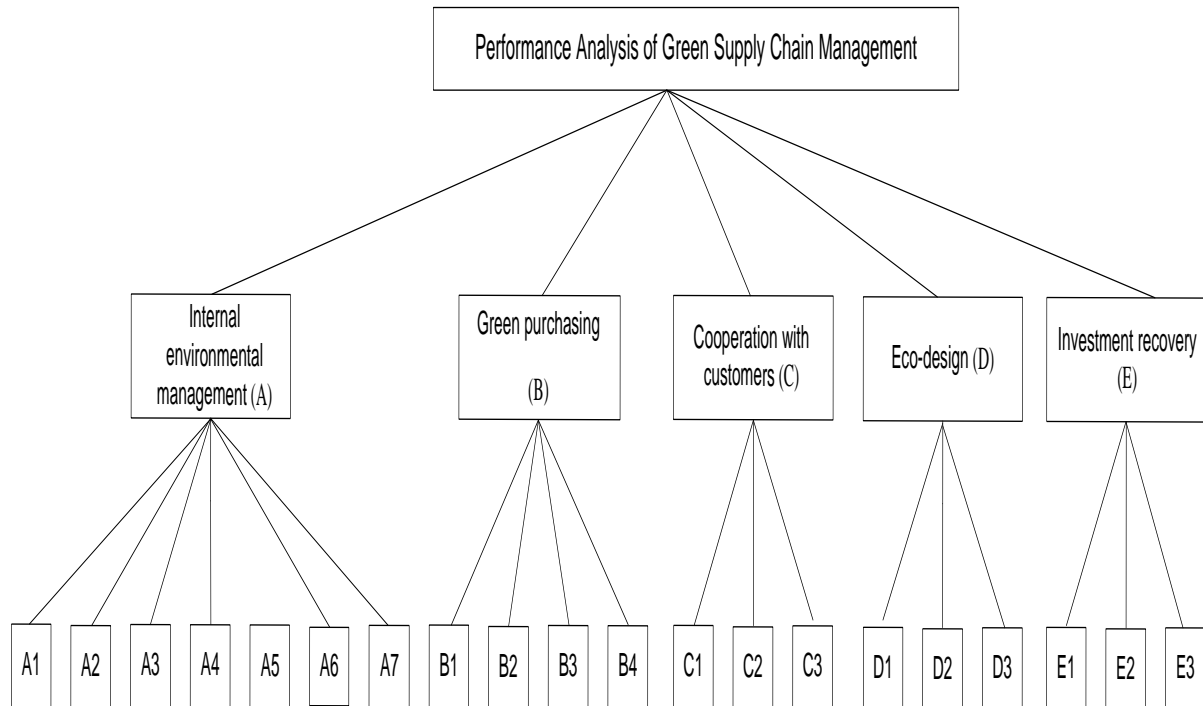 Performance Analysis of Green Supply Chain Management
Internal
environmental
management (A)
Green purchasing
(B)
Cooperation with
customers (C)
Eco-design (D)
Investment recovery
(E)
A1
A2
A3
A4
A5
A6
A7
B1
B2
B3
B4
C1
C2
C3
D1
D2
D3
E1
E2
E3